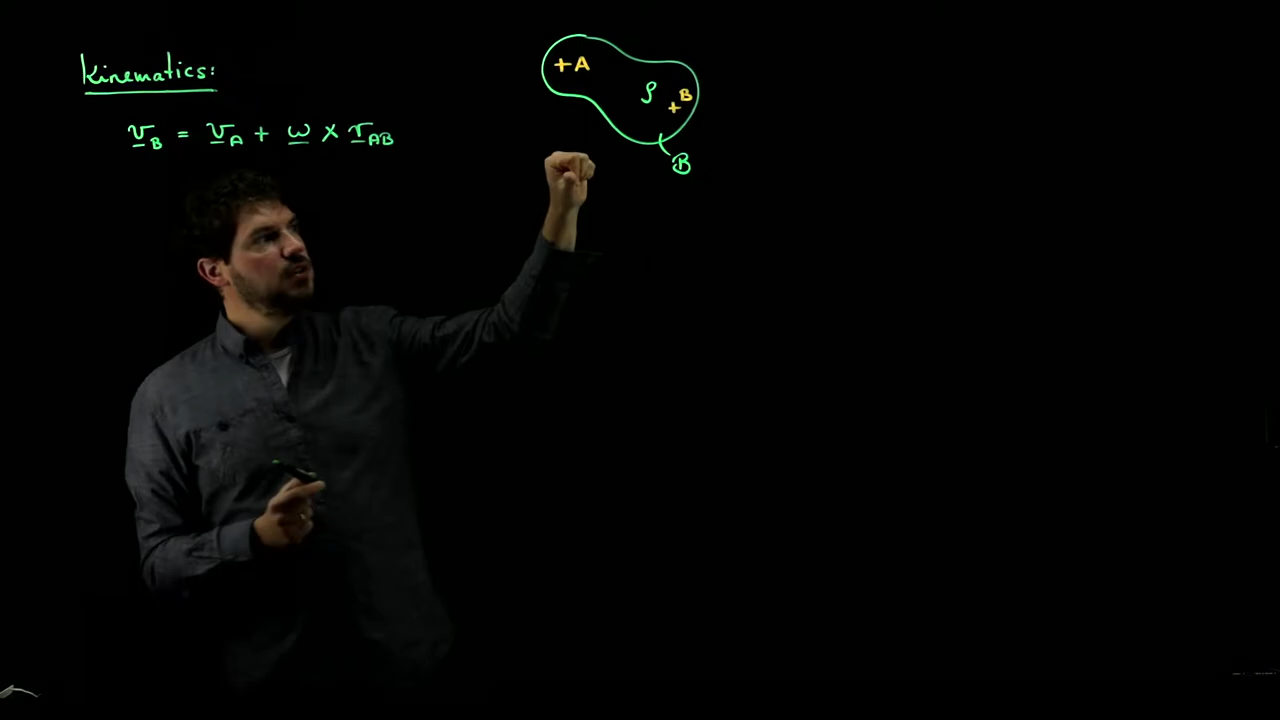 Kinematics:
v_B = v_A + ω × r_AB
+A
ρ
+B
B